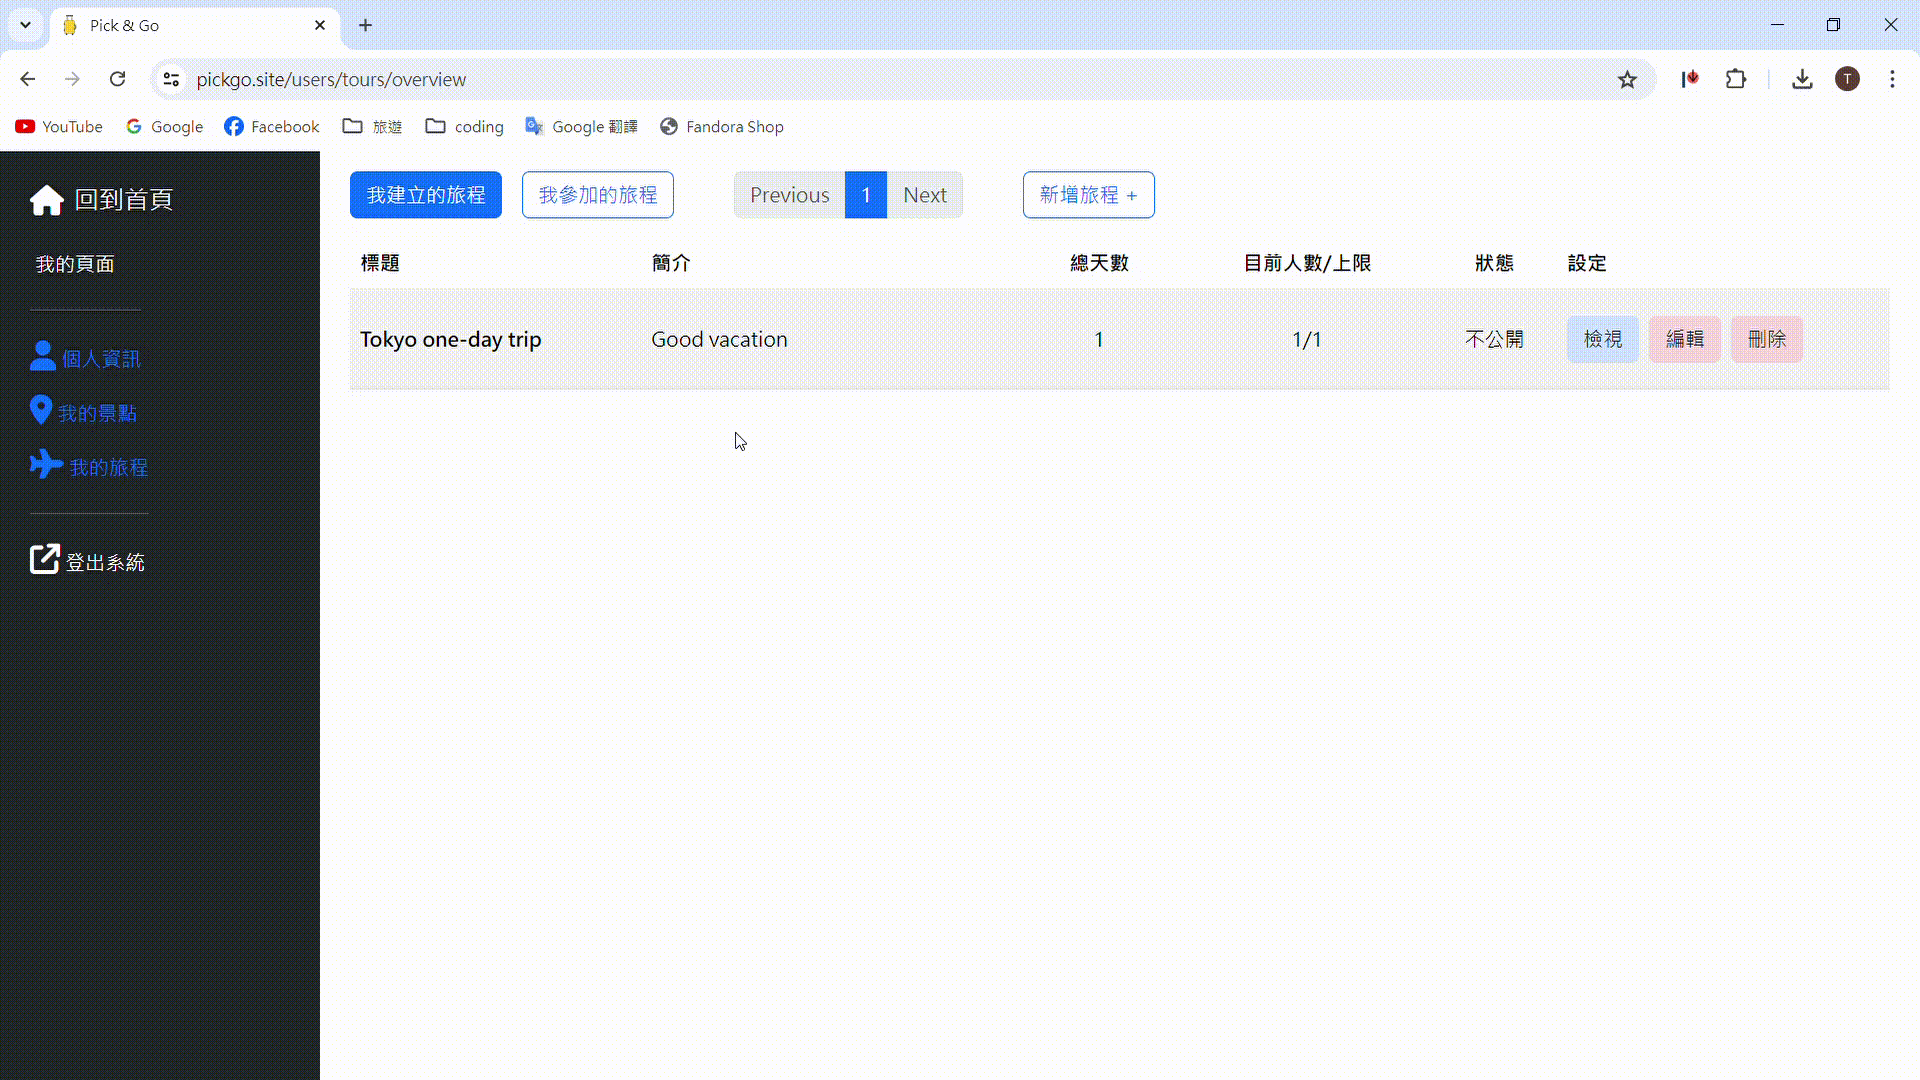 Pick & Go
pickgo.site/users/tours/overview
T
YouTube Google Facebook 旅遊 coding Google 翻譯 Fandora Shop
回到首頁
我的頁面
個人資訊
我的景點
我的旅程
登出系統
我建立的旅程 我參加的旅程 Previous 1 Next 新增旅程 +
標題 簡介 總天數 目前人數/上限 狀態 設定
Tokyo one-day trip Good vacation 1 1/1 不公開 檢視 編輯 刪除